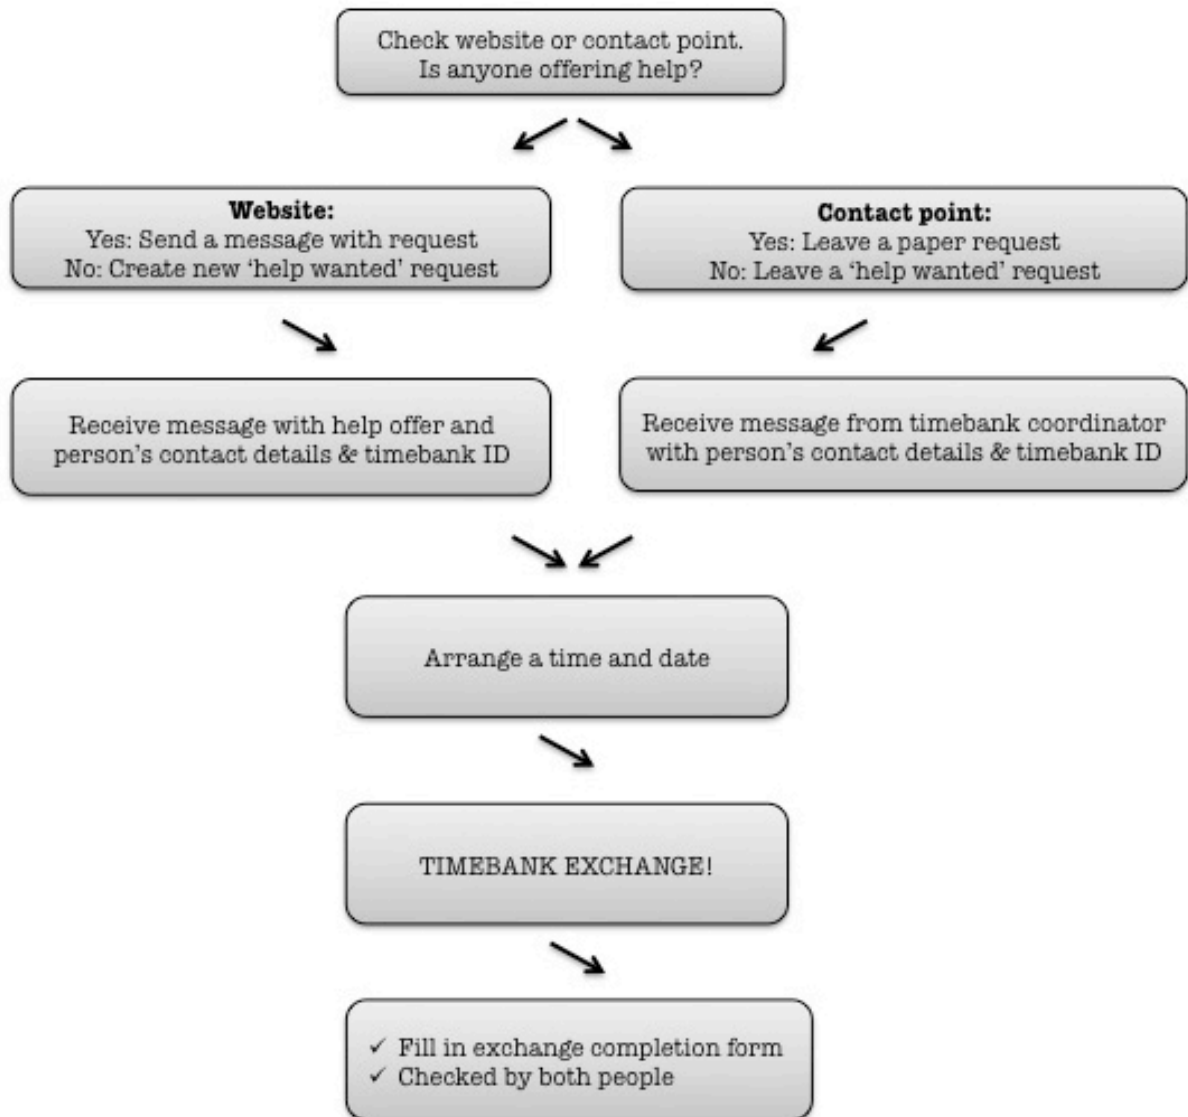 Check website or contact point.
Is anyone offering help?
Website:
Yes: Send a message with request
No: Create new ‘help wanted’ request
Contact point:
Yes: Leave a paper request
No: Leave a ‘help wanted’ request
Receive message with help offer and
person’s contact details & timebank ID
Receive message from timebank coordinator
with person’s contact details & timebank ID
Arrange a time and date
TIMEBANK EXCHANGE!
✓ Fill in exchange completion form
✓ Checked by both people